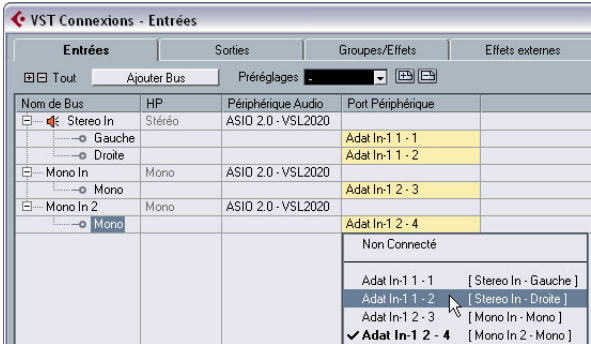 VST Connexions - Entrées
Entrées Sorties Groupes/Effets Effets externes
Tout Ajouter Bus Préréglages -
Nom de Bus HP Périphérique Audio Port Périphérique
Stereo In Stéréo ASIO 2.0 - VSL2020
Gauche Adat In-1 1 - 1
Droite Adat In-1 1 - 2
Mono In Mono ASIO 2.0 - VSL2020
Mono Adat In-1 2 - 3
Mono In 2 Mono ASIO 2.0 - VSL2020
Mono Adat In-1 2 - 4
Non Connecté
Adat In-1 1 - 1 [ Stereo In - Gauche ]
Adat In-1 1 - 2 [ Stereo In - Droite ]
Adat In-1 2 - 3 [ Mono In - Mono ]
✓ Adat In-1 2 - 4 [ Mono In 2 - Mono ]